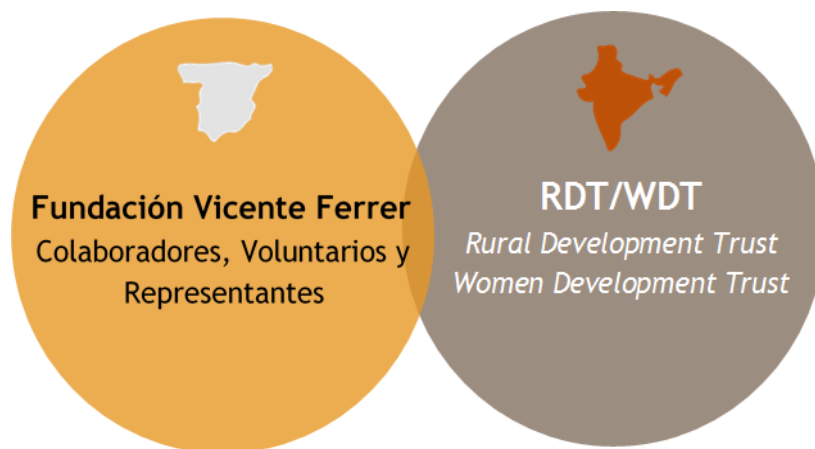 Fundación Vicente Ferrer
Colaboradores, Voluntarios y
Representantes
RDT/WDT
Rural Development Trust
Women Development Trust